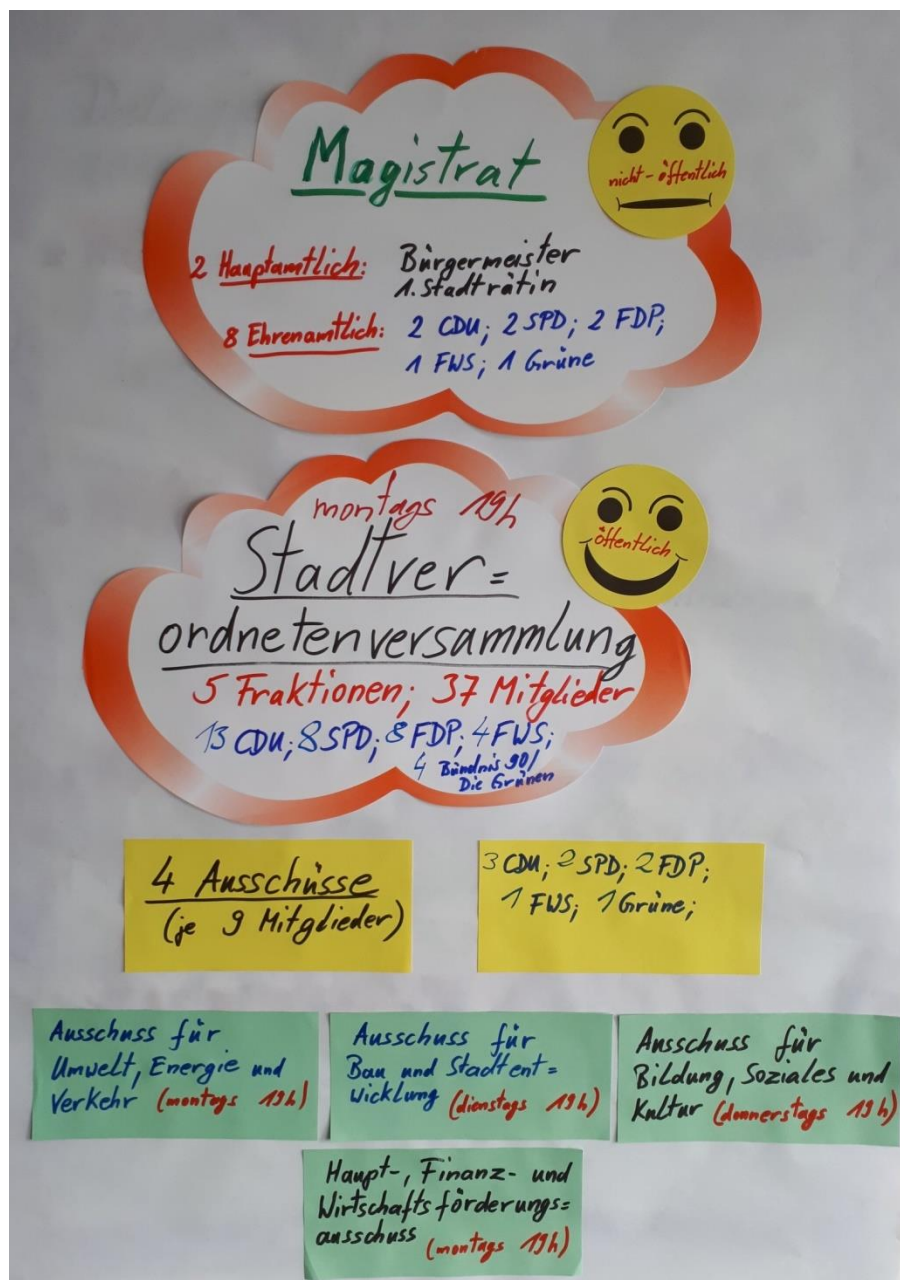 Magistrat
nicht-öffentlich
2 Hauptamtlich: Bürgermeister
1. Stadträtin
8 Ehrenamtlich: 2 CDU; 2 SPD; 2 FDP;
1 FWS; 1 Grüne
montags 19h
öffentlich
Stadtver=
ordnetenversammlung
5 Fraktionen; 37 Mitglieder
13 CDU; 8 SPD; 8 FDP; 4 FWS;
4 Bündnis 90/
Die Grünen
4 Ausschüsse
(je 9 Mitglieder)
3 CDU; 2 SPD; 2 FDP;
1 FWS; 1 Grüne;
Ausschuss für
Umwelt, Energie und
Verkehr (montags 19h)
Ausschuss für
Bau und Stadtent=
wicklung (dienstags 19h)
Ausschuss für
Bildung, Soziales und
Kultur (donnerstags 19h)
Haupt-, Finanz- und
Wirtschaftsförderungs=
ausschuss (montags 19h)